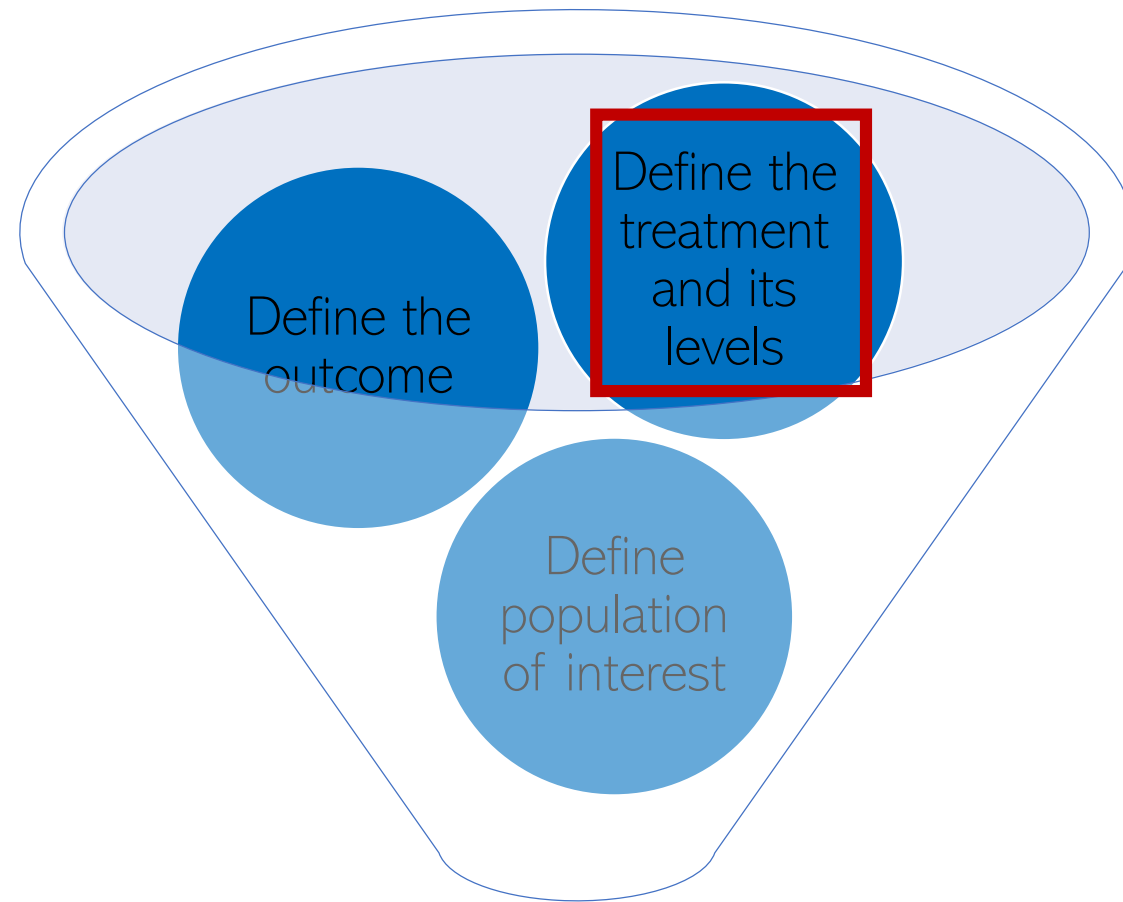 Define the
treatment
and its
levels
Define the
outcome
Define
population
of interest